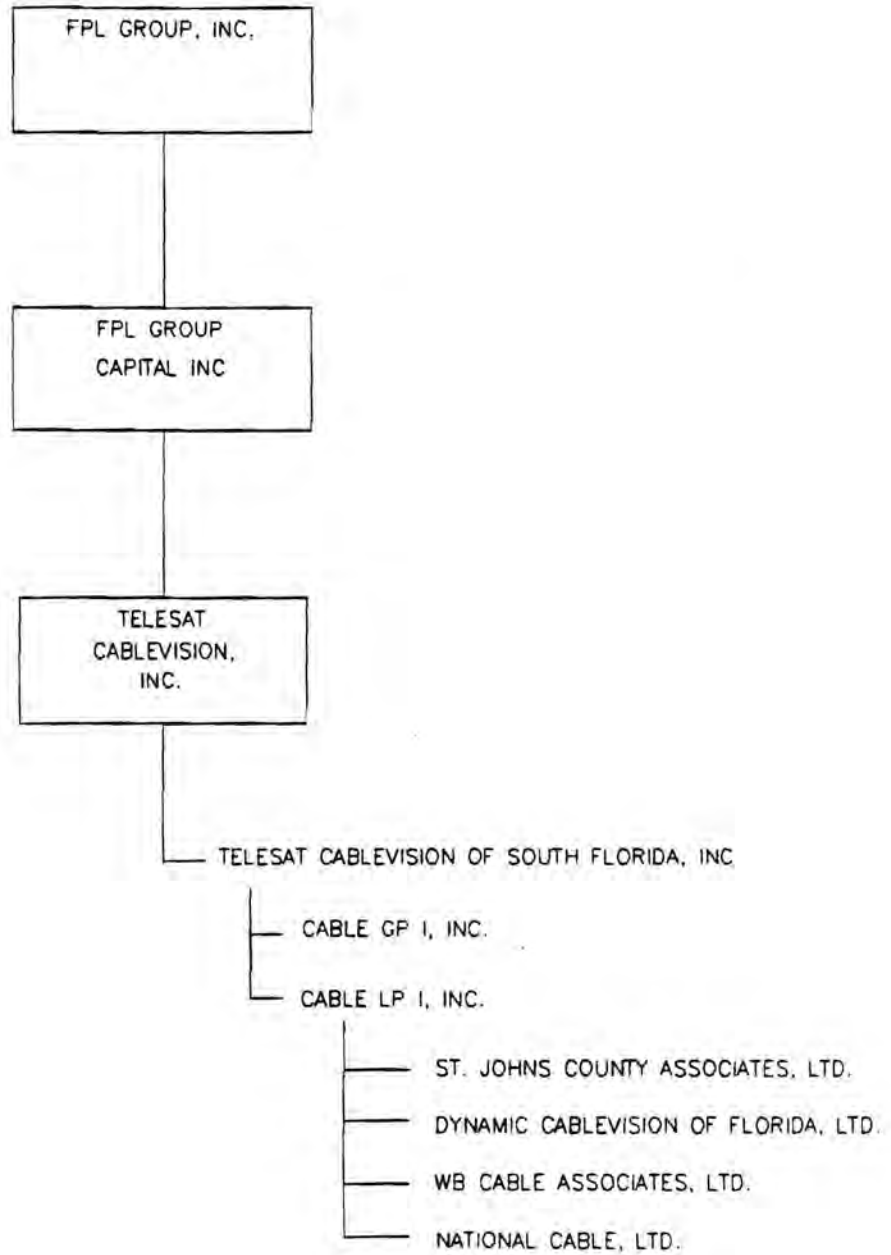 FPL GROUP, INC.
FPL GROUP
CAPITAL INC
TELESAT
CABLEVISION,
INC.
TELESAT CABLEVISION OF SOUTH FLORIDA, INC
CABLE GP I, INC.
CABLE LP I, INC.
ST. JOHNS COUNTY ASSOCIATES, LTD.
DYNAMIC CABLEVISION OF FLORIDA, LTD.
WB CABLE ASSOCIATES, LTD.
NATIONAL CABLE, LTD.